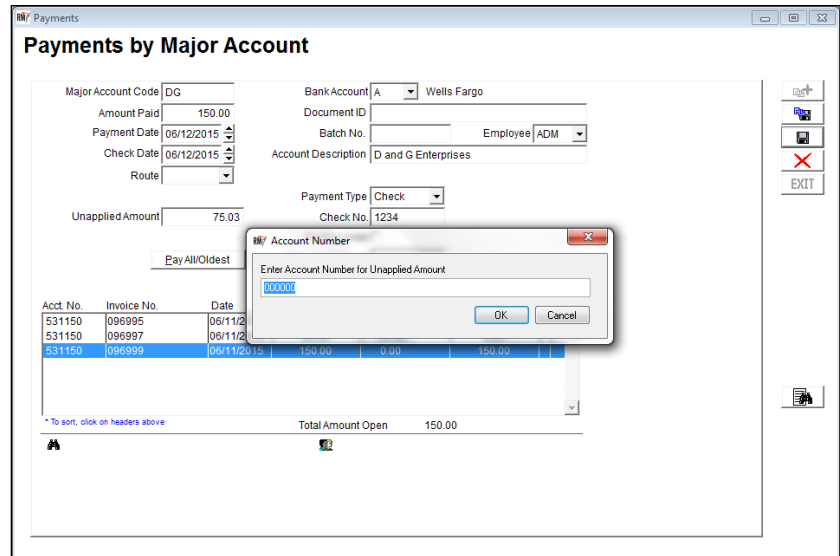 RM Payments
Payments by Major Account
Major Account Code DG Bank Account A Wells Fargo
Amount Paid 150.00 Document ID
Payment Date 06/12/2015 Batch No. Employee ADM
Check Date 06/12/2015 Account Description D and G Enterprises
Route
EXIT
Payment Type Check
Unapplied Amount 75.03 Check No. 1234
RM Account Number
Pay All/Oldest
Enter Account Number for Unapplied Amount
000000
OK Cancel
Acct. No. Invoice No. Date
531150 096995 06/11/2
531150 096997 06/11/2
531150 096999 06/11/2015 150.00 0.00 150.00
* To sort, click on headers above
Total Amount Open 150.00